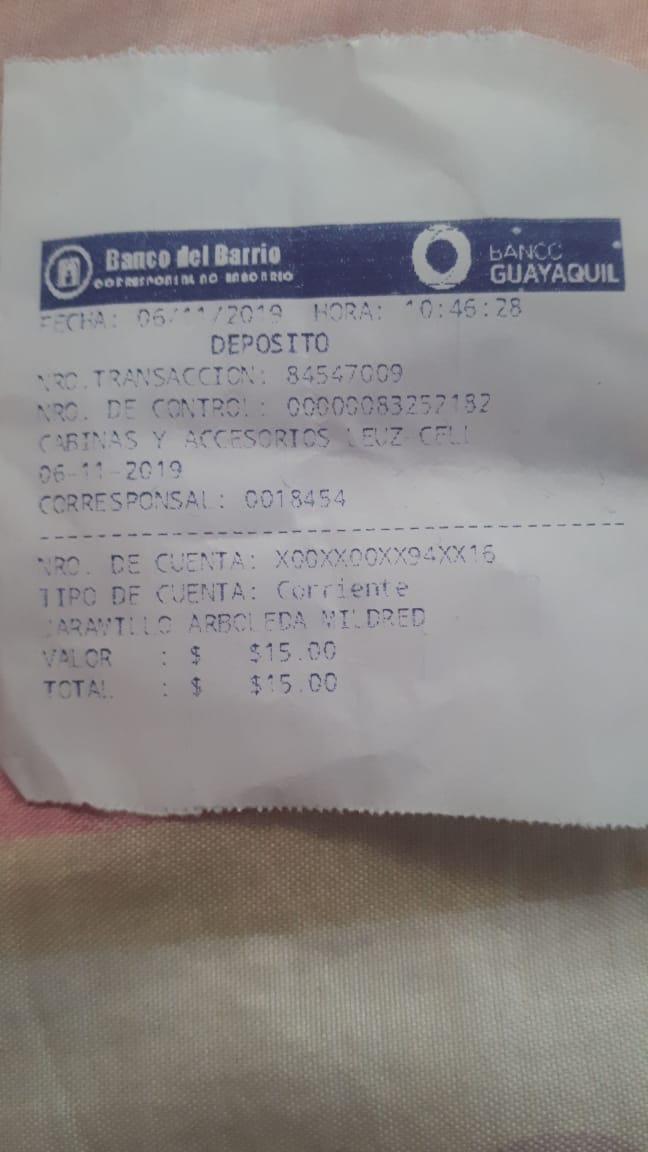 Banco del Barrio
CORRESPONSAL NO BANCARIO
BANCO
GUAYAQUIL
FECHA: 06/11/2019 HORA: 10:46:28
DEPOSITO
NRO.TRANSACCION: 84547009
NRO. DE CONTROL: 00000083257182
CABINAS Y ACCESORIOS LEUZ-CELL
06-11-2019
CORRESPONSAL: 0018454
NRO. DE CUENTA: X00XX00XX94XX16
TIPO DE CUENTA: Corriente
JARAMILLO ARBOLEDA MILDRED
VALOR : $ $15.00
TOTAL : $ $15.00